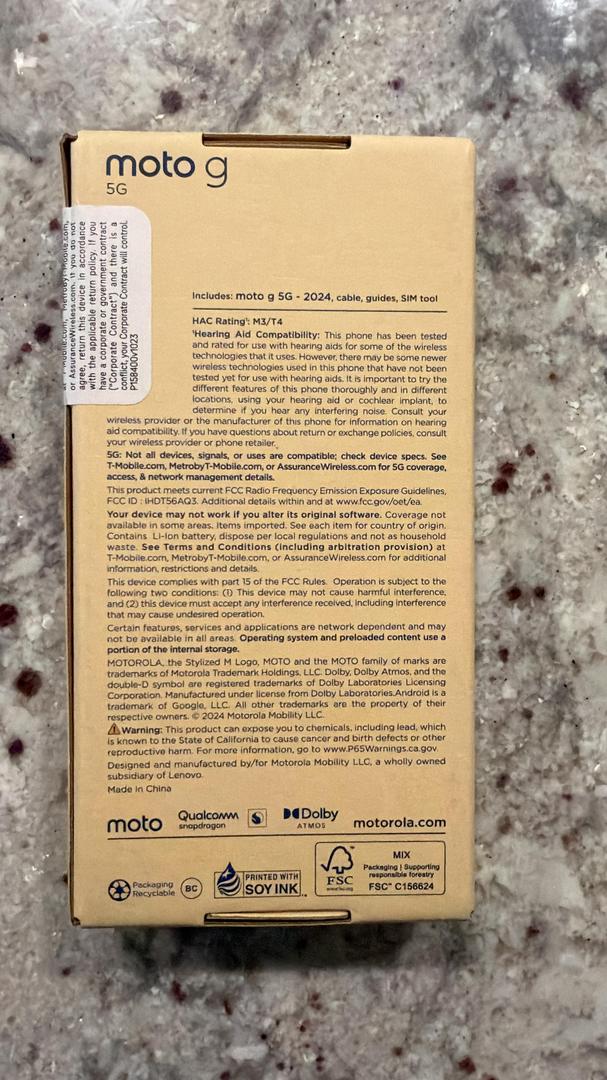 moto g
5G
or AssuranceWireless.com. If you do not
agree, return this device in accordance
with the applicable return policy. If you
have a corporate or government contract
("Corporate Contract") and there is a
conflict, your Corporate Contract will control.
P158400v1023
Includes: moto g 5G - 2024, cable, guides, SIM tool
HAC Rating¹: M3/T4
¹Hearing Aid Compatibility: This phone has been tested
and rated for use with hearing aids for some of the wireless
technologies that it uses. However, there may be some newer
wireless technologies used in this phone that have not been
tested yet for use with hearing aids. It is important to try the
different features of this phone thoroughly and in different
locations, using your hearing aid or cochlear implant, to
determine if you hear any interfering noise. Consult your
wireless provider or the manufacturer of this phone for information on hearing
aid compatibility. If you have questions about return or exchange policies, consult
your wireless provider or phone retailer.
5G: Not all devices, signals, or uses are compatible; check device specs. See
T-Mobile.com, MetrobyT-Mobile.com, or AssuranceWireless.com for 5G coverage,
access, & network management details.
This product meets current FCC Radio Frequency Emission Exposure Guidelines,
FCC ID : IHDT56AQ3. Additional details within and at www.fcc.gov/oet/ea.
Your device may not work if you alter its original software. Coverage not
available in some areas. Items imported. See each item for country of origin.
Contains Li-Ion battery, dispose per local regulations and not as household
waste. See Terms and Conditions (including arbitration provision) at
T-Mobile.com, MetrobyT-Mobile.com, or AssuranceWireless.com for additional
information, restrictions and details.
This device complies with part 15 of the FCC Rules. Operation is subject to the
following two conditions: (1) This device may not cause harmful interference,
and (2) this device must accept any interference received, including interference
that may cause undesired operation.
Certain features, services and applications are network dependent and may
not be available in all areas. Operating system and preloaded content use a
portion of the internal storage.
MOTOROLA, the Stylized M Logo, MOTO and the MOTO family of marks are
trademarks of Motorola Trademark Holdings, LLC. Dolby, Dolby Atmos, and the
double-D symbol are registered trademarks of Dolby Laboratories Licensing
Corporation. Manufactured under license from Dolby Laboratories.Android is a
trademark of Google, LLC. All other trademarks are the property of their
respective owners. © 2024 Motorola Mobility LLC.
⚠Warning: This product can expose you to chemicals, including lead, which
is known to the State of California to cause cancer and birth defects or other
reproductive harm. For more information, go to www.P65Warnings.ca.gov.
Designed and manufactured by/for Motorola Mobility LLC, a wholly owned
subsidiary of Lenovo.
Made in China
moto
Qualcomm
snapdragon
Dolby
ATMOS
motorola.com
Packaging
Recyclable
BC
PRINTED WITH
SOY INK
FSC
www.fsc.org
MIX
Packaging | Supporting
responsible forestry
FSC™ C156624